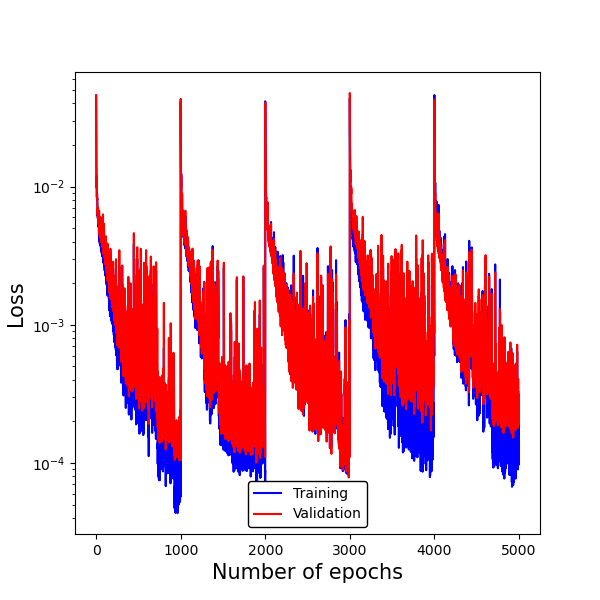 Loss
10⁻²
10⁻³
10⁻⁴
Training
Validation
0 1000 2000 3000 4000 5000
Number of epochs